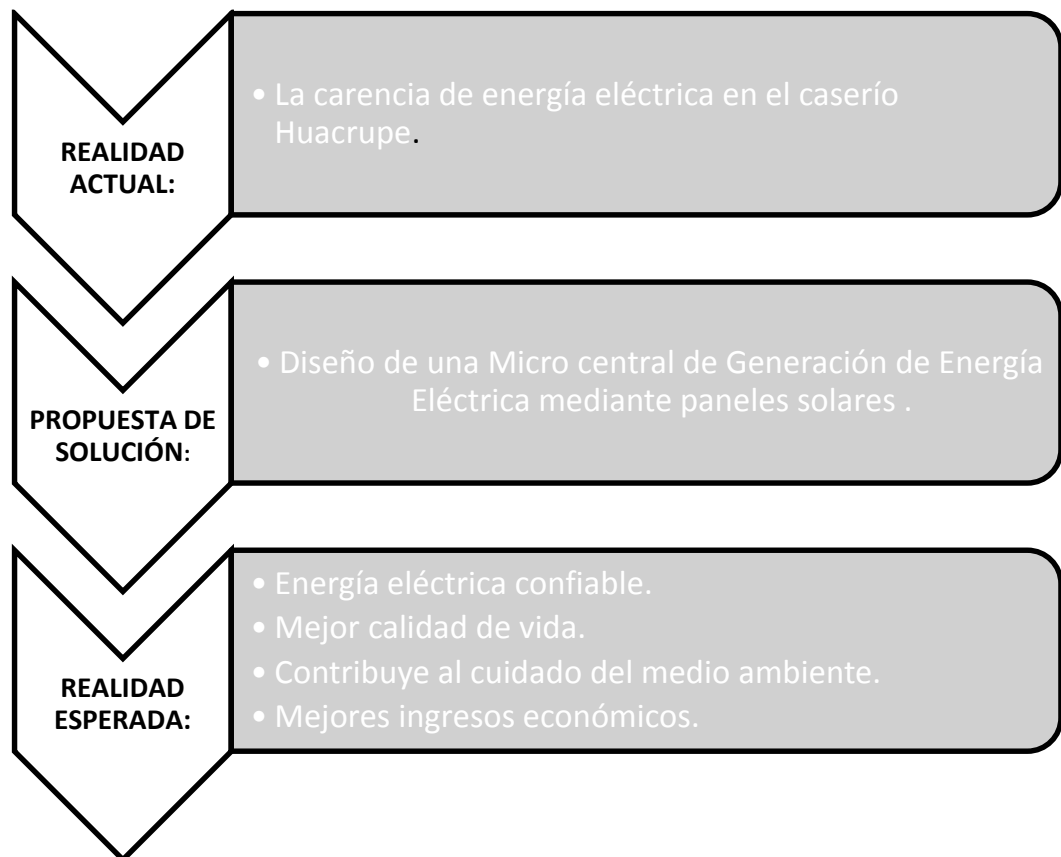 REALIDAD
ACTUAL:
• La carencia de energía eléctrica en el caserío
Huacrupe.
PROPUESTA DE
SOLUCIÓN:
• Diseño de una Micro central de Generación de Energía
Eléctrica mediante paneles solares .
REALIDAD
ESPERADA:
• Energía eléctrica confiable.
• Mejor calidad de vida.
• Contribuye al cuidado del medio ambiente.
• Mejores ingresos económicos.